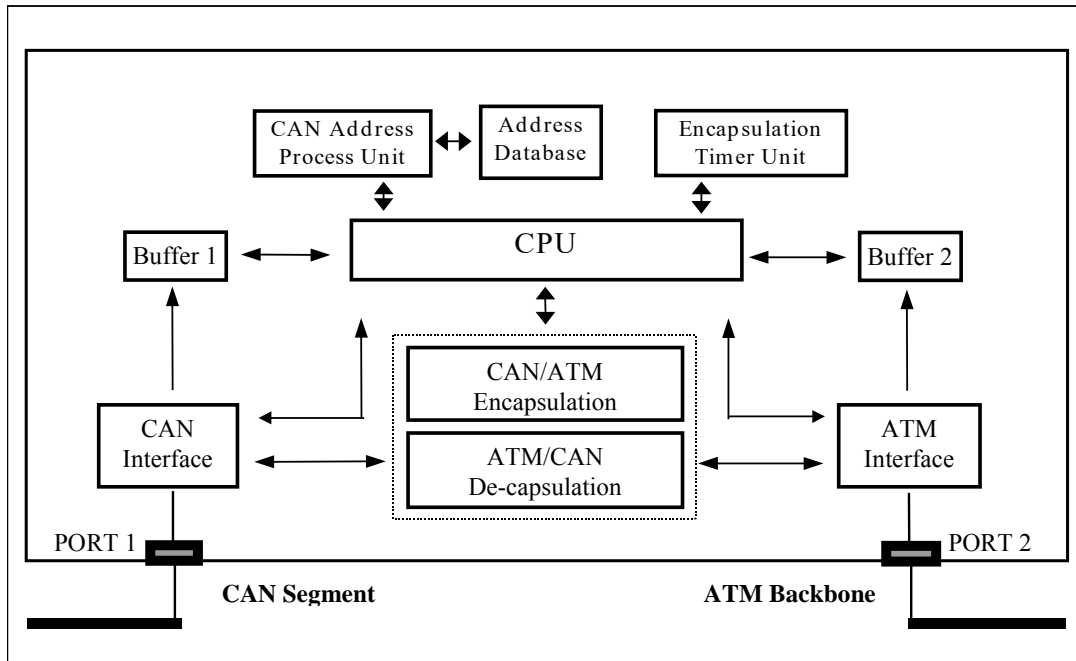 CAN Address
Process Unit
Address
Database
Encapsulation
Timer Unit
CPU
Buffer 1
Buffer 2
CAN/ATM
Encapsulation
CAN
Interface
ATM/CAN
De-capsulation
ATM
Interface
PORT 1
PORT 2
CAN Segment
ATM Backbone